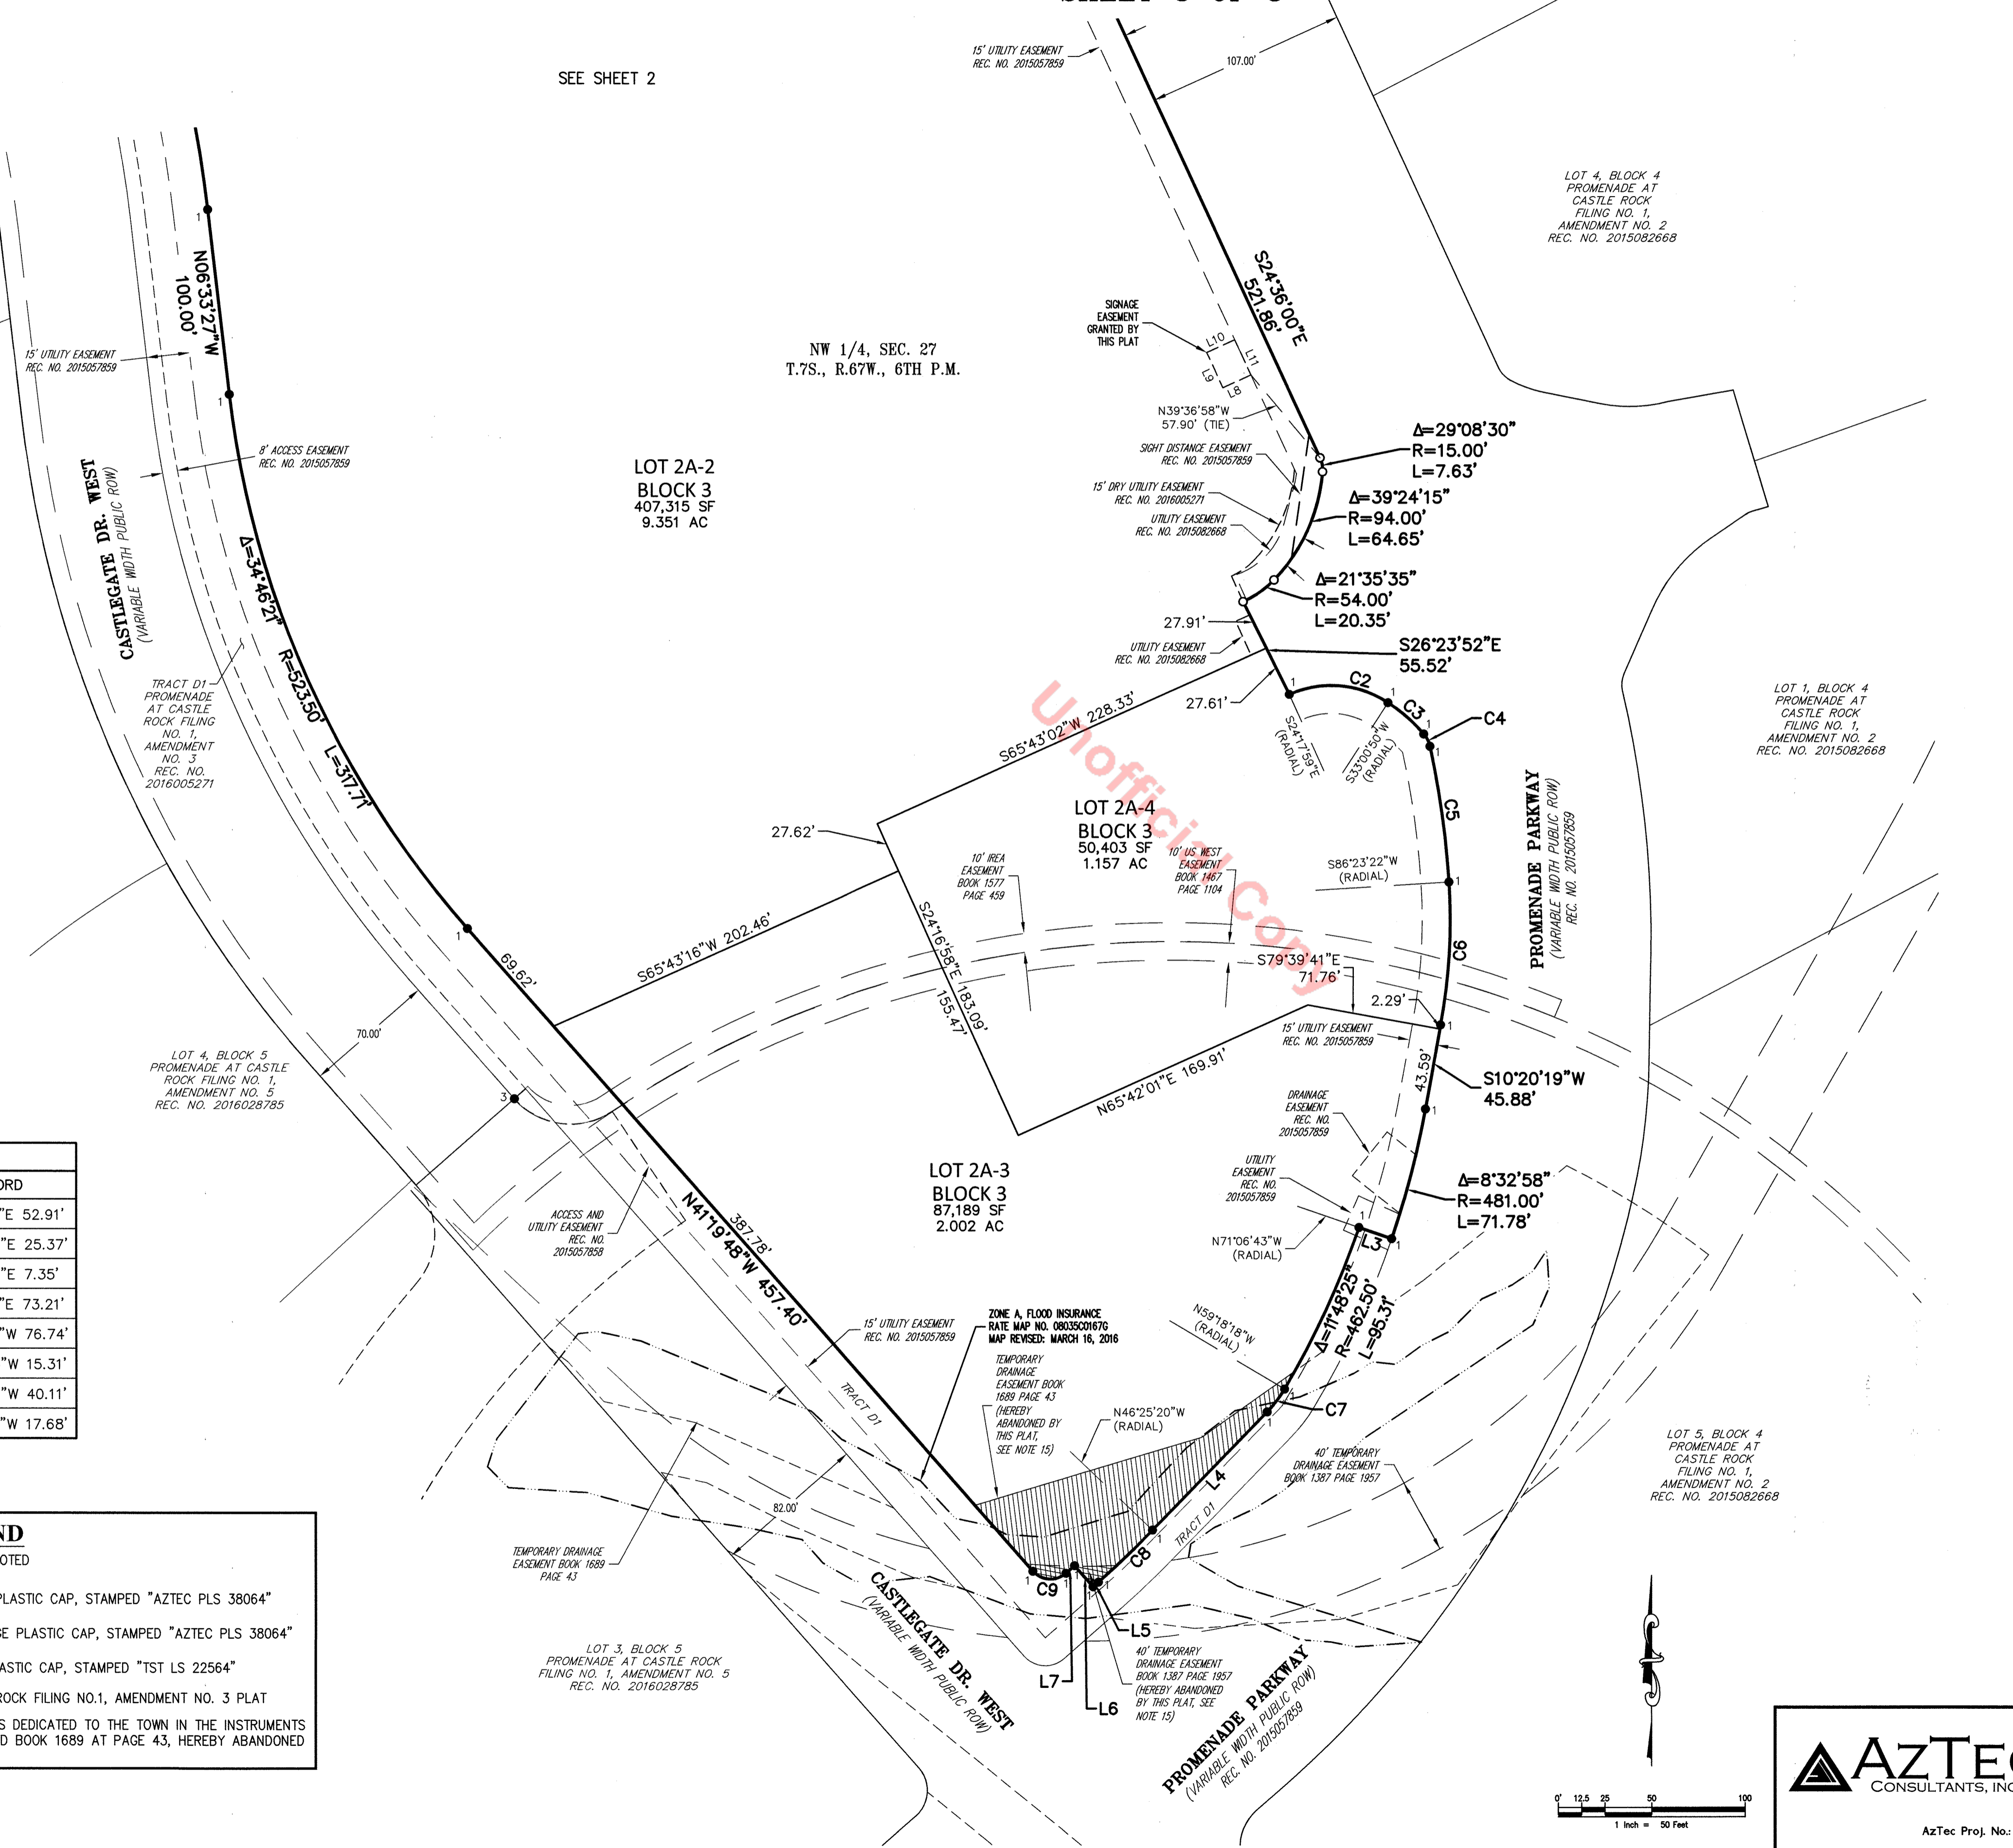 SEE SHEET 2
15' UTILITY EASEMENT
REC. NO. 2015057859
107.00'
LOT 4, BLOCK 4
PROMENADE AT
CASTLE ROCK
FILING NO. 1,
AMENDMENT NO. 2
REC. NO. 2015082668
N06°33'27"W
100.00'
S24°36'00"E
521.86'
SIGNAGE
EASEMENT
GRANTED BY
THIS PLAT
L10
L11
L9
L8
NW 1/4, SEC. 27
T.7S., R.67W., 6TH P.M.
15' UTILITY EASEMENT
REC. NO. 2015057859
N39°36'58"W
57.90' (TIE)
SIGHT DISTANCE EASEMENT
REC. NO. 2015057859
Δ=29°08'30"
R=15.00'
L=7.63'
8' ACCESS EASEMENT
REC. NO. 2015057859
CASTLEGATE DR. WEST
(VARIABLE WIDTH PUBLIC ROW)
LOT 2A-2
BLOCK 3
407,315 SF
9.351 AC
15' DRY UTILITY EASEMENT
REC. NO. 2016005271
UTILITY EASEMENT
REC. NO. 2015082668
Δ=39°24'15"
R=94.00'
L=64.65'
Δ=21°35'35"
R=54.00'
L=20.35'
Δ=34°46'21"
R=523.50'
L=317.71'
27.91'
UTILITY EASEMENT
REC. NO. 2015082668
S26°23'52"E
55.52'
27.61'
C2
C3
C4
C5
C6
S24°17'59"E
(RADIAL)
S33°00'50"W
(RADIAL)
TRACT D1
PROMENADE
AT CASTLE
ROCK FILING
NO. 1,
AMENDMENT
NO. 3
REC. NO.
2016005271
LOT 1, BLOCK 4
PROMENADE AT
CASTLE ROCK
FILING NO. 1,
AMENDMENT NO. 2
REC. NO. 2015082668
S65°43'02"W 228.33'
Unofficial Copy
27.62'
LOT 2A-4
BLOCK 3
50,403 SF
1.157 AC
10' IREA
EASEMENT
BOOK 1577
PAGE 459
10' US WEST
EASEMENT
BOOK 1467
PAGE 1104
S86°23'22"W
(RADIAL)
PROMENADE PARKWAY
(VARIABLE WIDTH PUBLIC ROW)
REC. NO. 2015057859
S65°43'16"W 202.46'
69.62'
S24°16'58"E 183.09'
155.47'
S79°39'41"E
71.76'
2.29'
15' UTILITY EASEMENT
REC. NO. 2015057859
43.59'
S10°20'19"W
45.88'
70.00'
LOT 4, BLOCK 5
PROMENADE AT CASTLE
ROCK FILING NO. 1,
AMENDMENT NO. 5
REC. NO. 2016028785
N65°42'01"E 169.91'
DRAINAGE
EASEMENT
REC. NO.
2015057859
UTILITY
EASEMENT
REC. NO.
2015057859
LOT 2A-3
BLOCK 3
87,189 SF
2.002 AC
Δ=8°32'58"
R=481.00'
L=71.78'
L3
N71°06'43"W
(RADIAL)
ACCESS AND
UTILITY EASEMENT
REC. NO.
2015057858
387.78'
N41°19'48"W 457.40'
Δ=11°48'25"
R=462.50'
L=95.31'
N59°18'18"W
(RADIAL)
15' UTILITY EASEMENT
REC. NO. 2015057859
ZONE A, FLOOD INSURANCE
RATE MAP NO. 08035C0167G
MAP REVISED: MARCH 16, 2016
TEMPORARY
DRAINAGE
EASEMENT BOOK
1689 PAGE 43
(HEREBY
ABANDONED BY
THIS PLAT,
SEE NOTE 15)
N46°25'20"W
(RADIAL)
C7
L4
TRACT D1
TRACT D1
40' TEMPORARY
DRAINAGE EASEMENT
BOOK 1387 PAGE 1957
LOT 5, BLOCK 4
PROMENADE AT
CASTLE ROCK
FILING NO. 1,
AMENDMENT NO. 2
REC. NO. 2015082668
82.00'
TEMPORARY DRAINAGE
EASEMENT BOOK 1689
PAGE 43
C8
C9
L5
L7
L6
40' TEMPORARY
DRAINAGE EASEMENT
BOOK 1387 PAGE 1957
(HEREBY ABANDONED
BY THIS PLAT, SEE
NOTE 15)
CASTLEGATE DR. WEST
(VARIABLE WIDTH PUBLIC ROW)
LOT 3, BLOCK 5
PROMENADE AT CASTLE ROCK
FILING NO. 1, AMENDMENT NO. 5
REC. NO. 2016028785
PROMENADE PARKWAY
(VARIABLE WIDTH PUBLIC ROW)
REC. NO. 2015057859
ORD
"E 52.91'
"E 25.37'
"E 7.35'
"E 73.21'
"W 76.74'
"W 15.31'
"W 40.11'
"W 17.68'
ND
OTED
PLASTIC CAP, STAMPED "AZTEC PLS 38064"
GE PLASTIC CAP, STAMPED "AZTEC PLS 38064"
ASTIC CAP, STAMPED "TST LS 22564"
ROCK FILING NO.1, AMENDMENT NO. 3 PLAT
S DEDICATED TO THE TOWN IN THE INSTRUMENTS
D BOOK 1689 AT PAGE 43, HEREBY ABANDONED
0' 12.5 25 50 100
1 Inch = 50 Feet
AZTEC
CONSULTANTS, INC
AzTec Proj. No.: